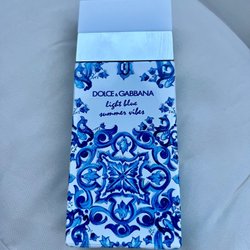 DOLCE & GABBANA
light blue
summer vibes